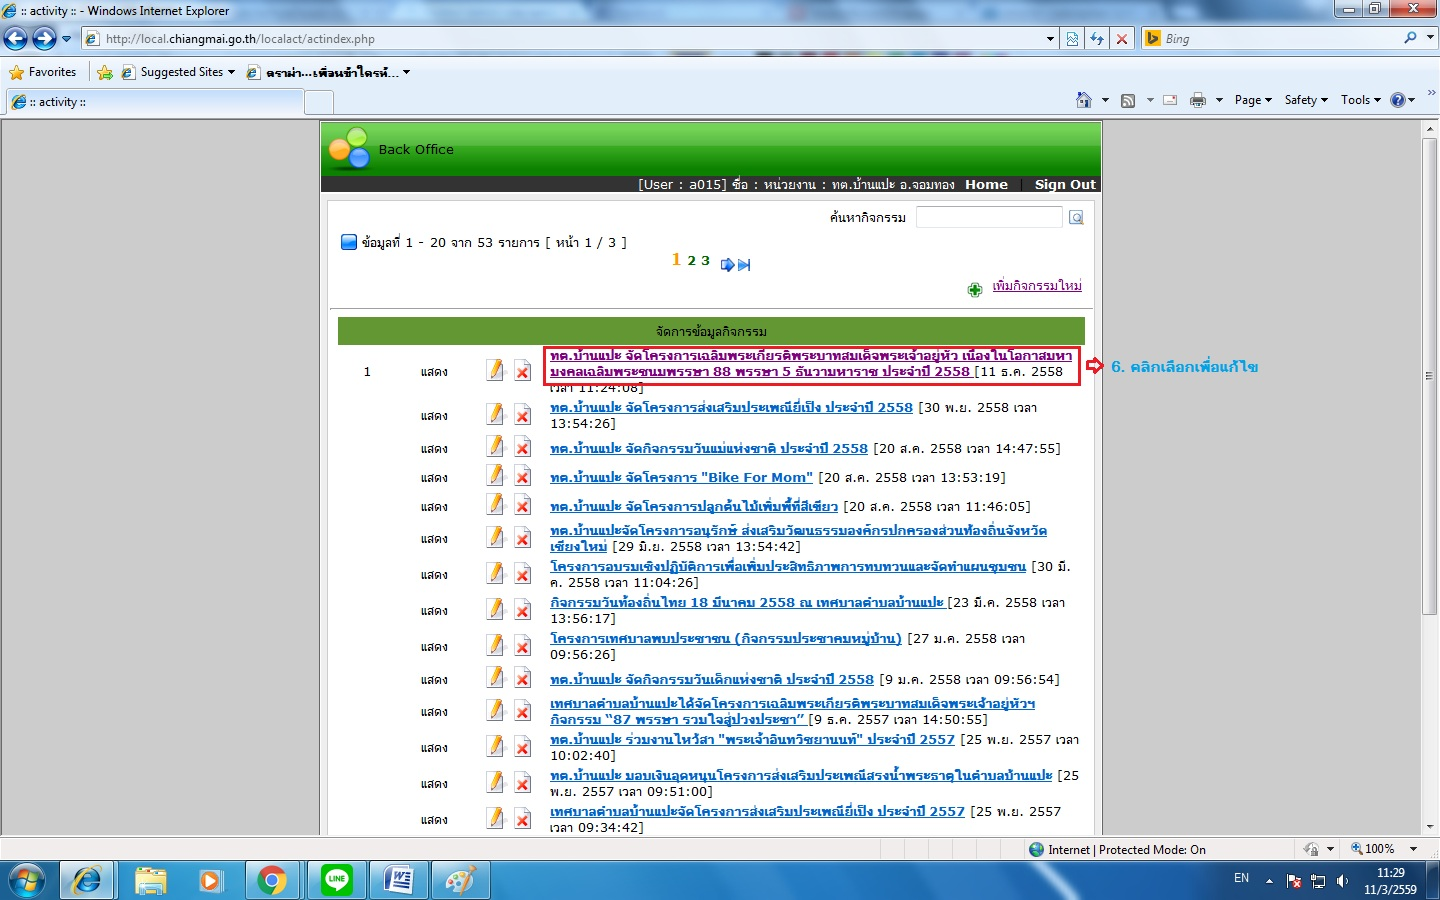 :: activity :: - Windows Internet Explorer
http://local.chiangmai.go.th/localact/actindex.php
Bing
Favorites
Suggested Sites
ดราม่า...เพื่อนขำใครหั...
:: activity ::
Page
Safety
Tools
Back Office
[User : a015] ชื่อ : หน่วยงาน : ทต.บ้านแปะ อ.จอมทอง Home | Sign Out
ค้นหากิจกรรม
ข้อมูลที่ 1 - 20 จาก 53 รายการ [ หน้า 1 / 3 ]
1 2 3
เพิ่มกิจกรรมใหม่
จัดการข้อมูลกิจกรรม
1 แสดง ทต.บ้านแปะ จัดโครงการเฉลิมพระเกียรติพระบาทสมเด็จพระเจ้าอยู่หัว เนื่องในโอกาสมหา
มงคลเฉลิมพระชนมพรรษา 88 พรรษา 5 ธันวามหาราช ประจำปี 2558 [11 ธ.ค. 2558
เวลา 11:24:08]
6. คลิกเลือกเพื่อแก้ไข
แสดง ทต.บ้านแปะ จัดโครงการส่งเสริมประเพณียี่เป็ง ประจำปี 2558 [30 พ.ย. 2558 เวลา
13:54:26]
แสดง ทต.บ้านแปะ จัดกิจกรรมวันแม่แห่งชาติ ประจำปี 2558 [20 ส.ค. 2558 เวลา 14:47:55]
แสดง ทต.บ้านแปะ จัดโครงการ "Bike For Mom" [20 ส.ค. 2558 เวลา 13:53:19]
แสดง ทต.บ้านแปะ จัดโครงการปลูกต้นไม้เพิ่มพื้ที่สีเขียว [20 ส.ค. 2558 เวลา 11:46:05]
แสดง ทต.บ้านแปะจัดโครงการอนุรักษ์ ส่งเสริมวัฒนธรรมองค์กรปกครองส่วนท้องถิ่นจังหวัด
เชียงใหม่ [29 มิ.ย. 2558 เวลา 13:54:42]
แสดง โครงการอบรมเชิงปฏิบัติการเพื่อเพิ่มประสิทธิภาพการทบทวนและจัดทำแผนชุมชน [30 มี.
ค. 2558 เวลา 11:04:26]
แสดง กิจกรรมวันท้องถิ่นไทย 18 มีนาคม 2558 ณ เทศบาลตำบลบ้านแปะ [23 มี.ค. 2558 เวลา
13:56:17]
แสดง โครงการเทศบาลพบประชาชน (กิจกรรมประชาคมหมู่บ้าน) [27 ม.ค. 2558 เวลา
09:56:26]
แสดง ทต.บ้านแปะ จัดกิจกรรมวันเด็กแห่งชาติ ประจำปี 2558 [9 ม.ค. 2558 เวลา 09:56:54]
แสดง เทศบาลตำบลบ้านแปะได้จัดโครงการเฉลิมพระเกียรติพระบาทสมเด็จพระเจ้าอยู่หัวฯ
กิจกรรม “87 พรรษา รวมใจสู่ปวงประชา” [9 ธ.ค. 2557 เวลา 14:50:55]
แสดง ทต.บ้านแปะ ร่วมงานไหว้สา "พระเจ้าอินทวิชยานนท์" ประจำปี 2557 [25 พ.ย. 2557 เวลา
10:02:40]
แสดง ทต.บ้านแปะ มอบเงินอุดหนุนโครงการส่งเสริมประเพณีสรงน้ำพระธาตุในตำบลบ้านแปะ [25
พ.ย. 2557 เวลา 09:51:00]
แสดง เทศบาลตำบลบ้านแปะจัดโครงการส่งเสริมประเพณียี่เป็ง ประจำปี 2557 [25 พ.ย. 2557
เวลา 09:34:42]
Internet | Protected Mode: On
100%
LINE
EN
11:29
11/3/2559